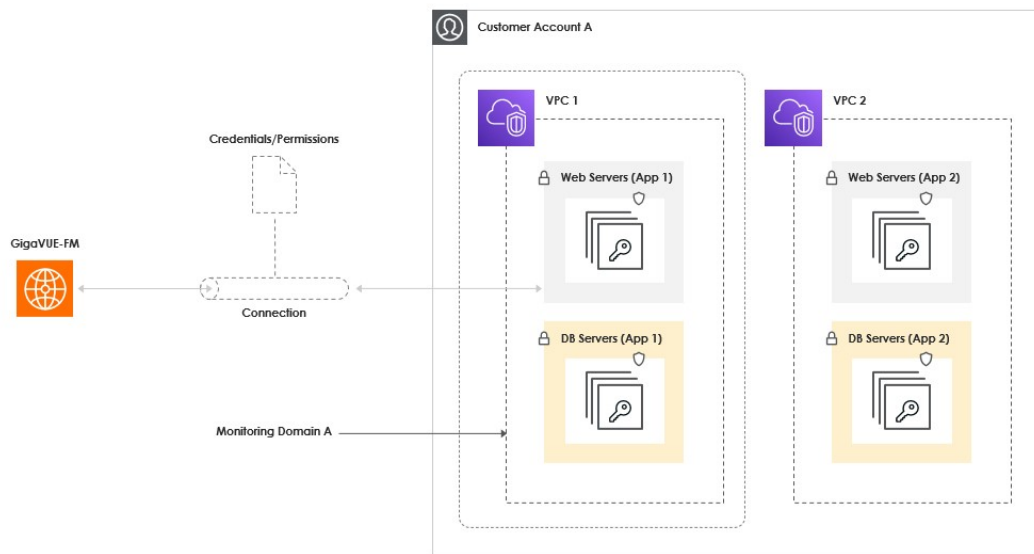 Customer Account A
VPC 1
VPC 2
Credentials/Permissions
Web Servers (App 1)
Web Servers (App 2)
GigaVUE-FM
Connection
DB Servers (App 1)
DB Servers (App 2)
Monitoring Domain A